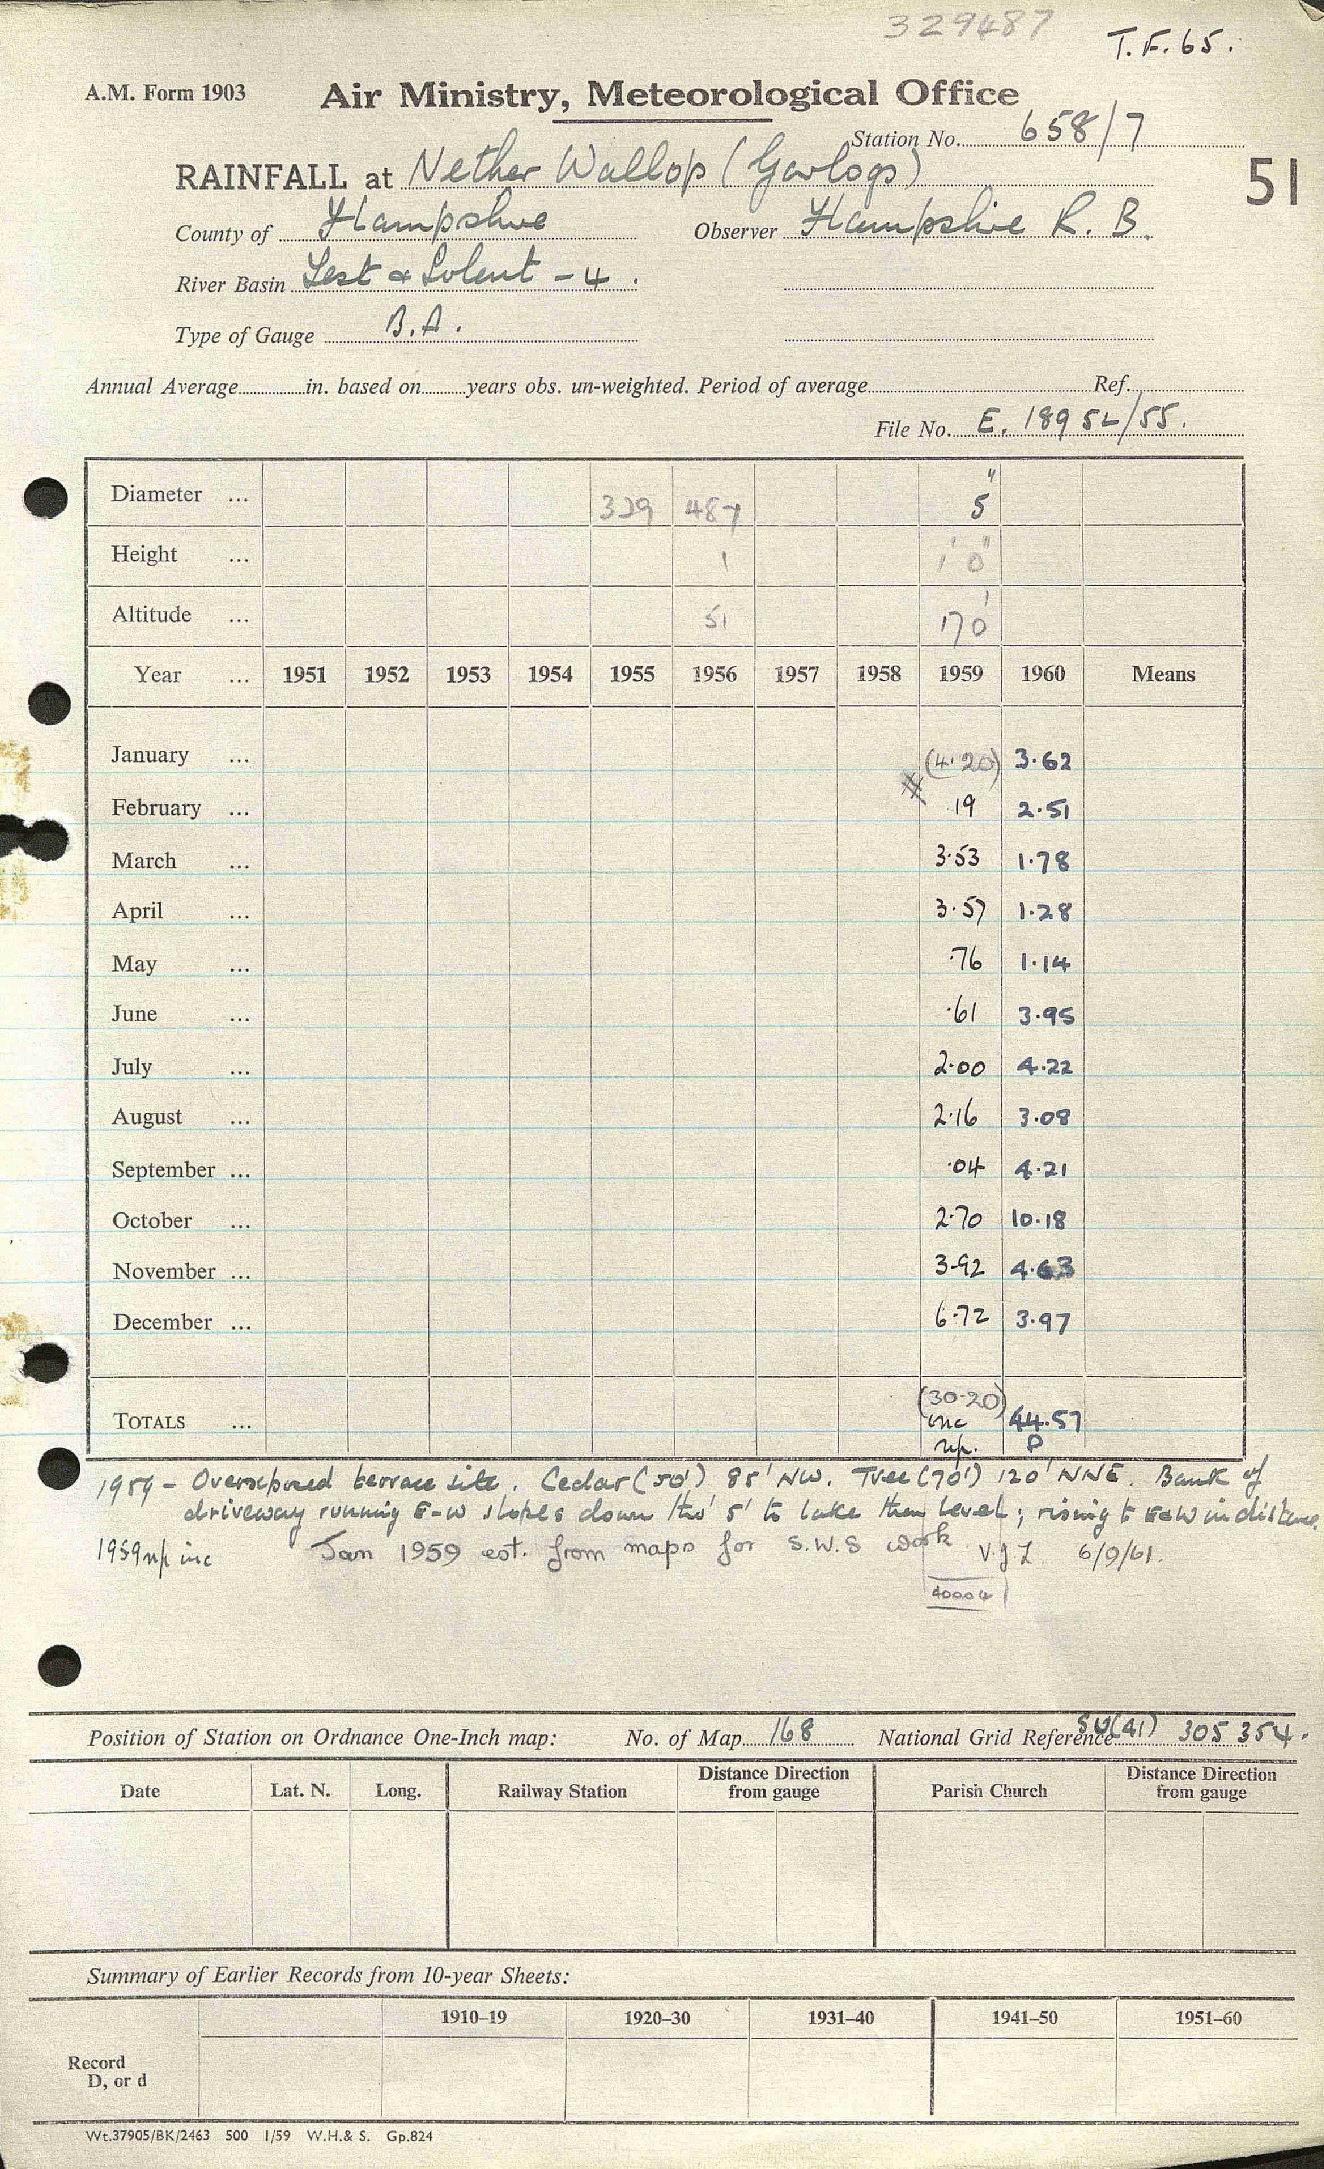 329487
T.F.65.
A.M. Form 1903 Air Ministry, Meteorological Office
Station No. 658/7
RAINFALL at Nether Wallop (Garlogs)
51
County of Hampshire Observer Hampshire R. B.
River Basin Test & Solent - 4.
Type of Gauge B.A.
Annual Average in. based on years obs. un-weighted. Period of average Ref.
File No. E. 18952/55.
Diameter ... 329 487 5"
Height ... 1 1' 0"
Altitude ... 51 170'
Year ... 1951 1952 1953 1954 1955 1956 1957 1958 1959 1960 Means
January ... (4.20) 3.62
February ... # .19 2.51
March ... 3.53 1.78
April ... 3.57 1.28
May ... .76 1.14
June ... .61 3.95
July ... 2.00 4.22
August ... 2.16 3.08
September ... .04 4.21
October ... 2.70 10.18
November ... 3.92 4.63
December ... 6.72 3.97
TOTALS ... (30.20) inc np. 44.57 P
1959 - Overexposed terrace site. Cedar (50') 85' NW. Tree (70') 120' NNE. Bank of
driveway running E-W slopes down thro' 5' to lake then level; rising to E&W in distance
1959 np inc Jan 1959 est. from maps for S.W.S work VJL 6/9/61.
40004
Position of Station on Ordnance One-Inch map: No. of Map 168 National Grid Reference SU(41) 305 354.
Date Lat. N. Long. Railway Station Distance Direction from gauge Parish Church Distance Direction from gauge
Summary of Earlier Records from 10-year Sheets:
1910–19 1920–30 1931–40 1941–50 1951–60
Record
D, or d
Wt.37905/BK/2463 500 1/59 W.H.& S. Gp.824